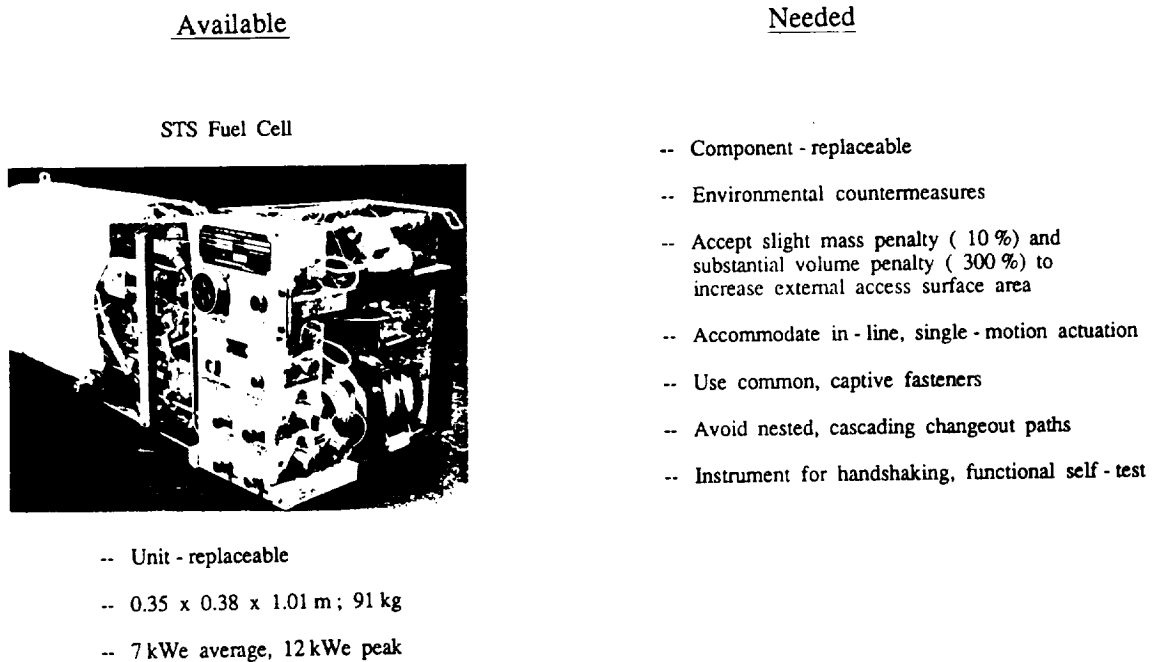 Available
STS Fuel Cell
-- Unit - replaceable
-- 0.35 x 0.38 x 1.01 m ; 91 kg
-- 7 kWe average, 12 kWe peak
Needed
-- Component - replaceable
-- Environmental countermeasures
-- Accept slight mass penalty ( 10 %) and
substantial volume penalty ( 300 %) to
increase external access surface area
-- Accommodate in - line, single - motion actuation
-- Use common, captive fasteners
-- Avoid nested, cascading changeout paths
-- Instrument for handshaking, functional self - test